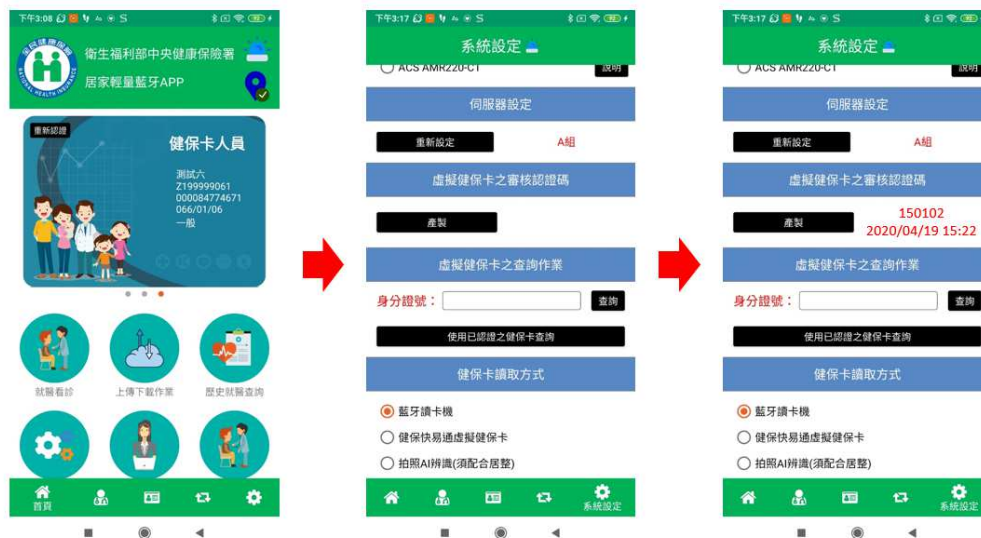 下午3:08
全民健康保險
NATIONAL HEALTH INSURANCE
衛生福利部中央健康保險署
居家輕量藍牙APP
重新認證
健保卡人員
測試六
Z199999061
000084774671
066/01/06
一般
就醫看診
上傳下載作業
歷史就醫查詢
首頁
下午3:17
系統設定
ACS AMR220-C1
說明
伺服器設定
重新設定
A組
虛擬健保卡之審核認證碼
產製
虛擬健保卡之查詢作業
身分證號：
查詢
使用已認證之健保卡查詢
健保卡讀取方式
藍牙讀卡機
健保快易通虛擬健保卡
拍照AI辨識(須配合居整)
系統設定
下午3:17
系統設定
ACS AMR220-C1
說明
伺服器設定
重新設定
A組
虛擬健保卡之審核認證碼
產製
150102
2020/04/19 15:22
虛擬健保卡之查詢作業
身分證號：
查詢
使用已認證之健保卡查詢
健保卡讀取方式
藍牙讀卡機
健保快易通虛擬健保卡
拍照AI辨識(須配合居整)
系統設定